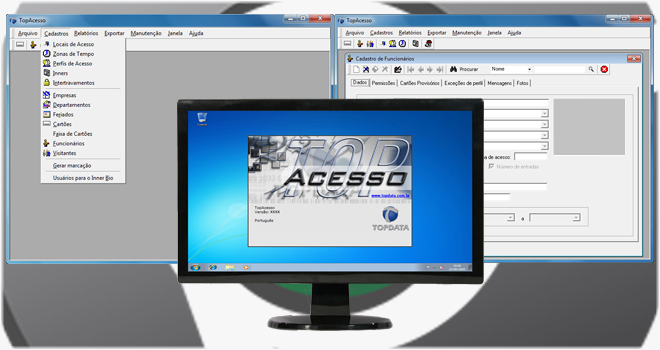 TopAcesso
Arquivo Cadastros Relatórios Exportar Manutenção Janela Ajuda
Locais de Acesso
Zonas de Tempo
Perfis de Acesso
Inners
Intertravamentos
Empresas
Departamentos
Feriados
Cartões
Faixa de Cartões
Funcionários
Visitantes
Gerar marcação
Usuários para o Inner Bio
TopAcesso
Arquivo Cadastros Relatórios Exportar Manutenção Janela Ajuda
Cadastro de Funcionários
Procurar Nome
Dados Permissões Cartões Provisórios Exceções de perfil Mensagens Fotos
de acesso:
Número de entradas
a
TOP
ACESSO
www.topdata.com.br
TopAcesso
Versão: XXXX
Português
TOPDATA